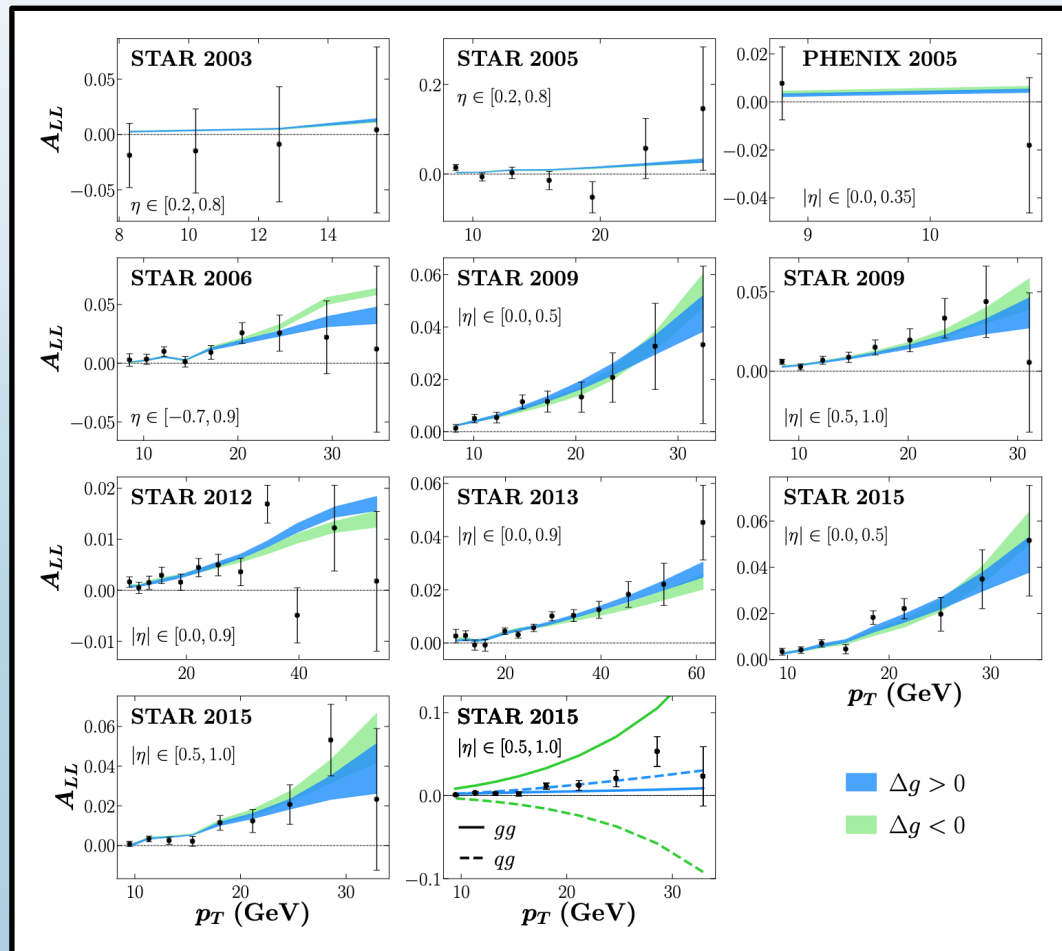 STAR 2003
η ∈ [0.2, 0.8]
A_LL
0.05
0.00
−0.05
8
10
12
14
STAR 2005
η ∈ [0.2, 0.8]
0.2
0.0
10
20
PHENIX 2005
|η| ∈ [0.0, 0.35]
0.02
0.00
−0.02
−0.04
9
10
STAR 2006
η ∈ [−0.7, 0.9]
A_LL
0.05
0.00
−0.05
10
20
30
STAR 2009
|η| ∈ [0.0, 0.5]
0.06
0.04
0.02
0.00
10
20
30
STAR 2009
|η| ∈ [0.5, 1.0]
0.05
0.00
10
20
30
STAR 2012
|η| ∈ [0.0, 0.9]
A_LL
0.02
0.01
0.00
−0.01
20
40
STAR 2013
|η| ∈ [0.0, 0.9]
0.06
0.04
0.02
0.00
20
40
60
STAR 2015
|η| ∈ [0.0, 0.5]
0.06
0.04
0.02
0.00
10
20
30
p_T (GeV)
STAR 2015
|η| ∈ [0.5, 1.0]
A_LL
0.06
0.04
0.02
0.00
10
20
30
p_T (GeV)
STAR 2015
|η| ∈ [0.5, 1.0]
0.1
0.0
−0.1
gg
qg
10
20
30
p_T (GeV)
Δg > 0
Δg < 0